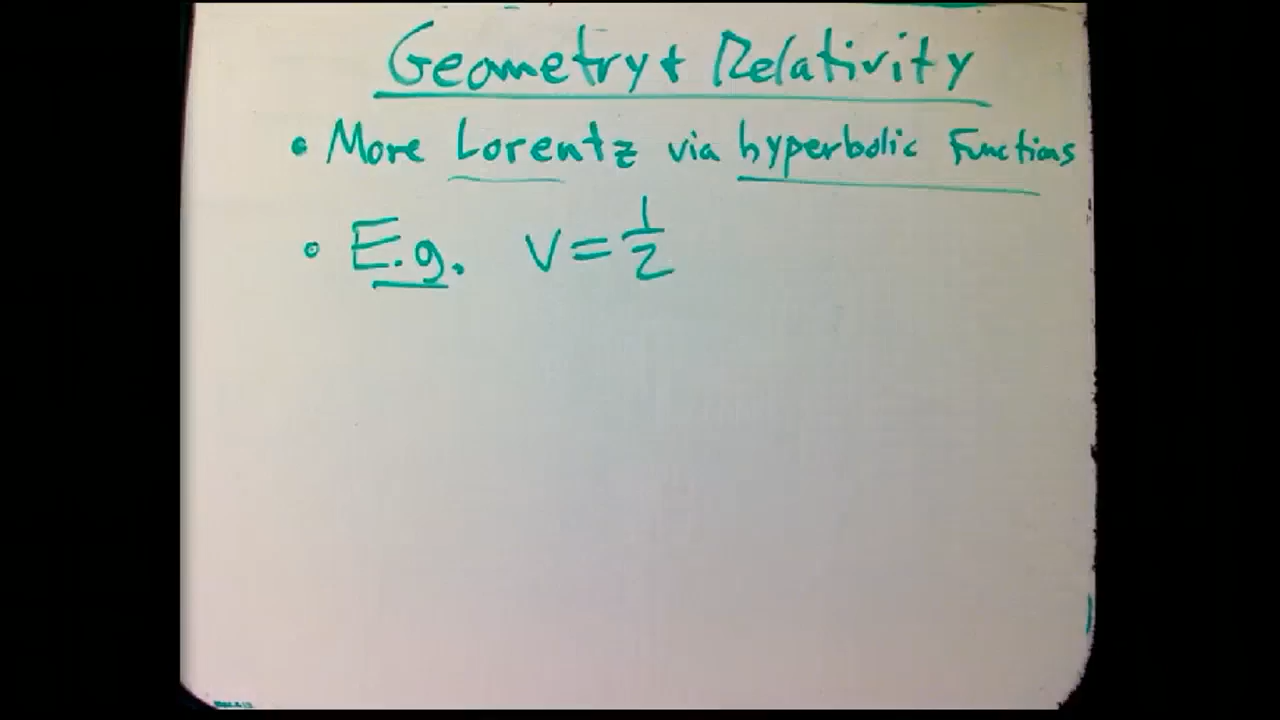 Geometry + Relativity
• More Lorentz via hyperbolic Functions
• E.g. v = 1/2